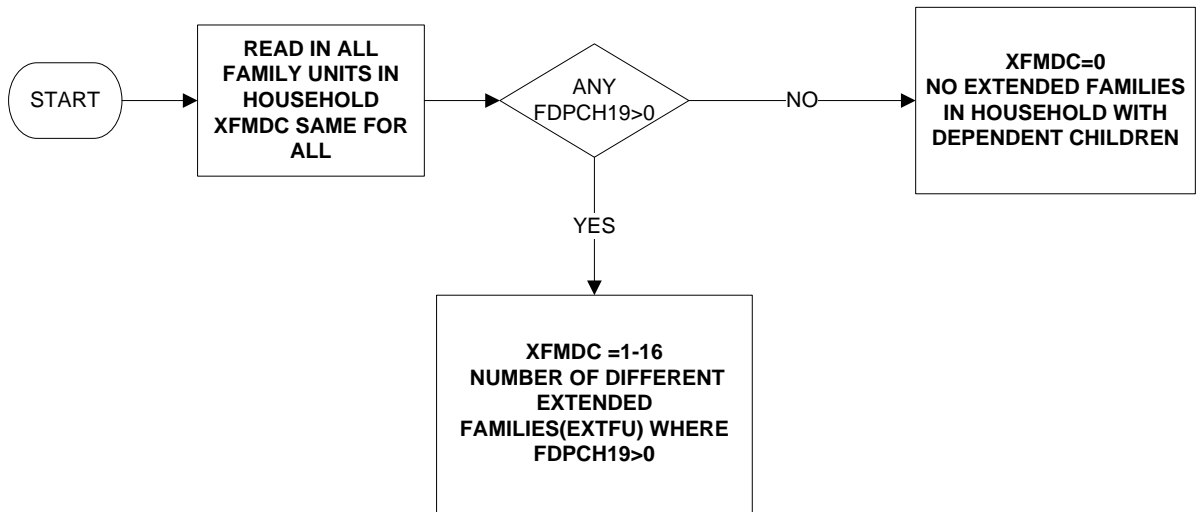 START
READ IN ALL
FAMILY UNITS IN
HOUSEHOLD
XFMDC SAME FOR
ALL
ANY
FDPCH19>0
NO
XFMDC=0
NO EXTENDED FAMILIES
IN HOUSEHOLD WITH
DEPENDENT CHILDREN
YES
XFMDC =1-16
NUMBER OF DIFFERENT
EXTENDED
FAMILIES(EXTFU) WHERE
FDPCH19>0